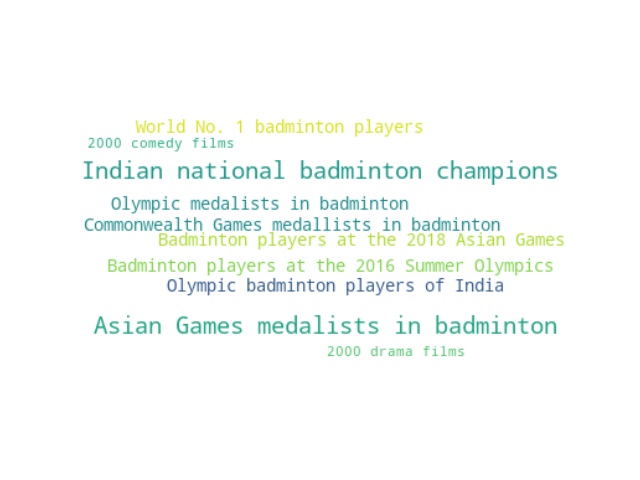 World No. 1 badminton players
2000 comedy films
Indian national badminton champions
Olympic medalists in badminton
Commonwealth Games medallists in badminton
Badminton players at the 2018 Asian Games
Badminton players at the 2016 Summer Olympics
Olympic badminton players of India
Asian Games medalists in badminton
2000 drama films